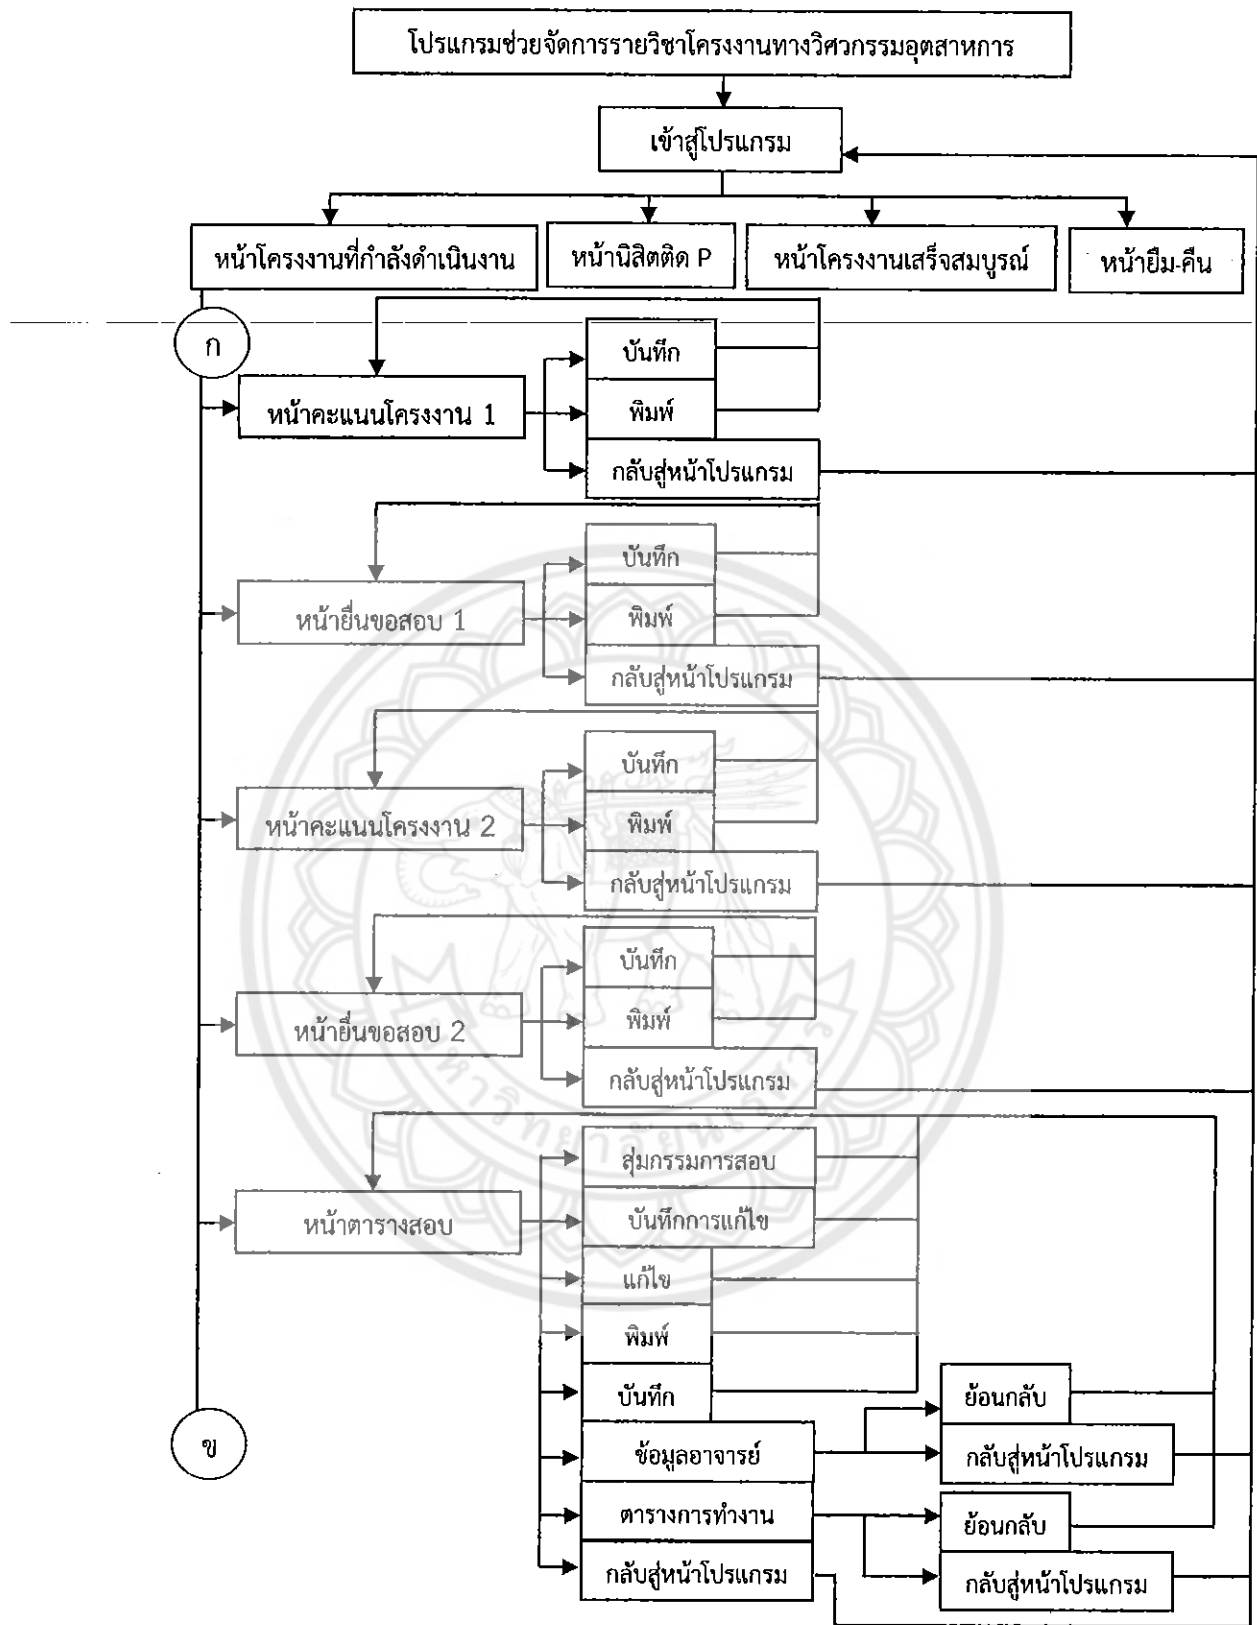 โปรแกรมช่วยจัดการรายวิชาโครงงานทางวิศวกรรมอุตสาหการ
เข้าสู่โปรแกรม
หน้าโครงงานที่กำลังดำเนินงาน
หน้านิสิตติด P
หน้าโครงงานเสร็จสมบูรณ์
หน้ายืม-คืน
ก
หน้าคะแนนโครงงาน 1
บันทึก
พิมพ์
กลับสู่หน้าโปรแกรม
หน้ายื่นขอสอบ 1
บันทึก
พิมพ์
กลับสู่หน้าโปรแกรม
หน้าคะแนนโครงงาน 2
บันทึก
พิมพ์
กลับสู่หน้าโปรแกรม
หน้ายื่นขอสอบ 2
บันทึก
พิมพ์
กลับสู่หน้าโปรแกรม
มหาวิทยาลัยนเรศวร
หน้าตารางสอบ
สุ่มกรรมการสอบ
บันทึกการแก้ไข
แก้ไข
พิมพ์
บันทึก
ข้อมูลอาจารย์
ย้อนกลับ
กลับสู่หน้าโปรแกรม
ตารางการทำงาน
ย้อนกลับ
กลับสู่หน้าโปรแกรม
กลับสู่หน้าโปรแกรม
ข